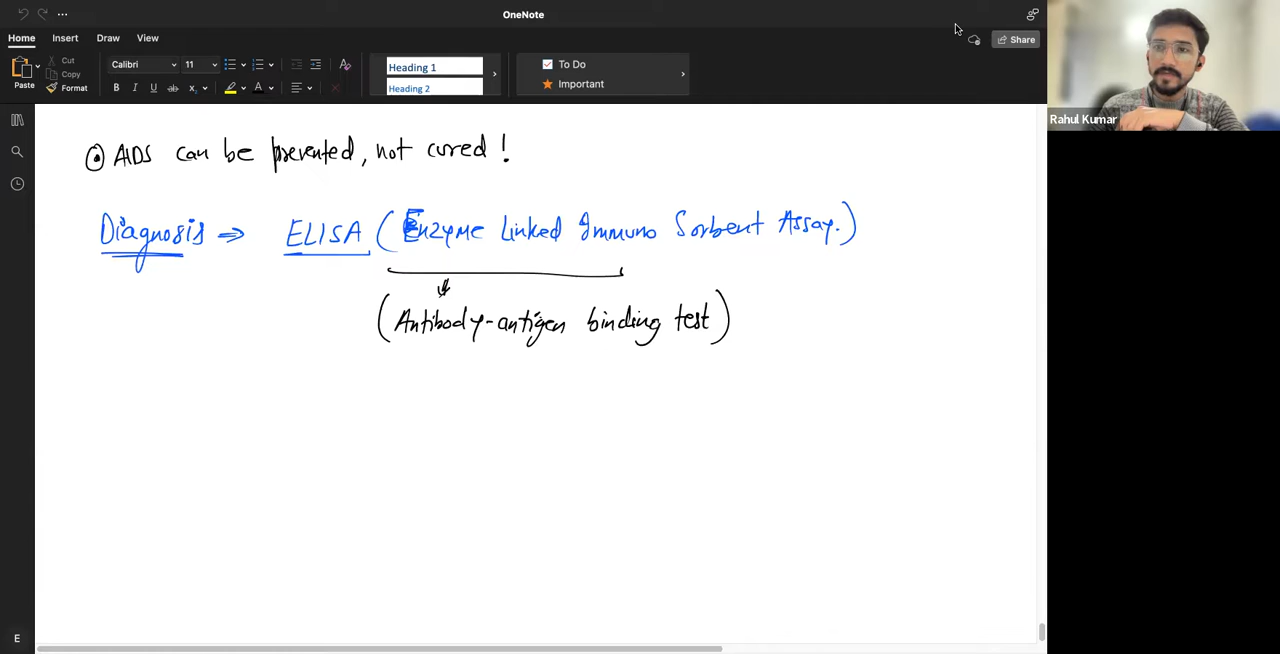 OneNote
Home Insert Draw View
Share
Paste
Cut
Copy
Format
Calibri 11
B I U ab x A
Heading 1
Heading 2
To Do
Important
Rahul Kumar
AIDS can be prevented, not cured !
Diagnosis ⇒ ELISA ( Enzyme Linked Immuno Sorbent Assay. )
(Antibody-antigen binding test)
E